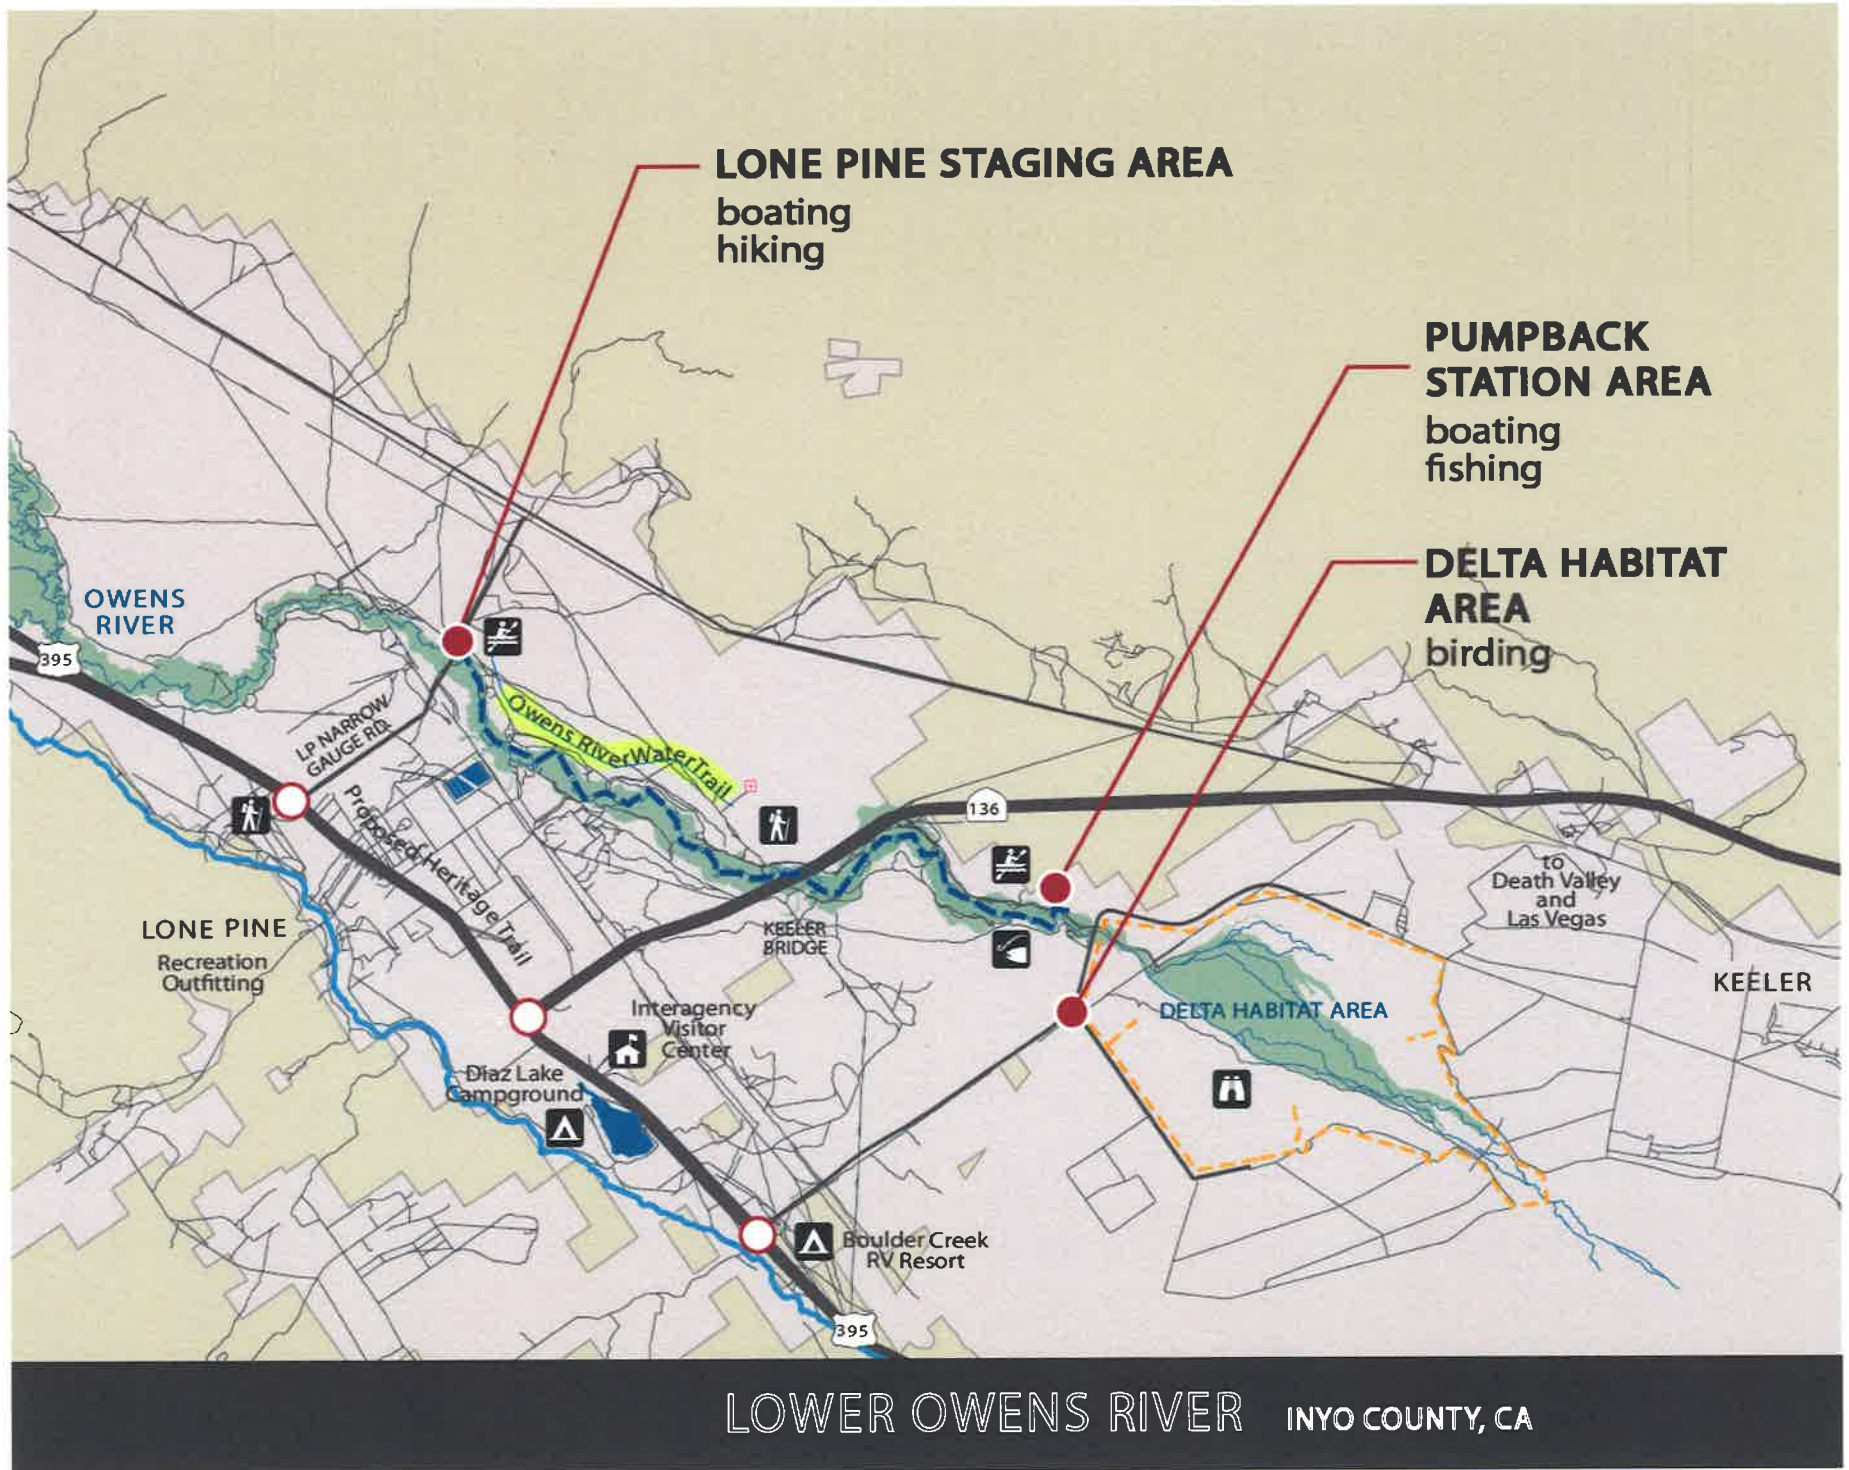 LONE PINE STAGING AREA
boating
hiking
PUMPBACK
STATION AREA
boating
fishing
DELTA HABITAT
AREA
birding
OWENS
RIVER
395
LP NARROW
GAUGE RD.
Owens RiverWaterTrail
Proposed Heritage Trail
136
to
Death Valley
and
Las Vegas
LONE PINE
Recreation
Outfitting
KEELER
BRIDGE
KEELER
Interagency
Visitor
Center
DELTA HABITAT AREA
Diaz Lake
Campground
Boulder Creek
RV Resort
395
LOWER OWENS RIVER INYO COUNTY, CA